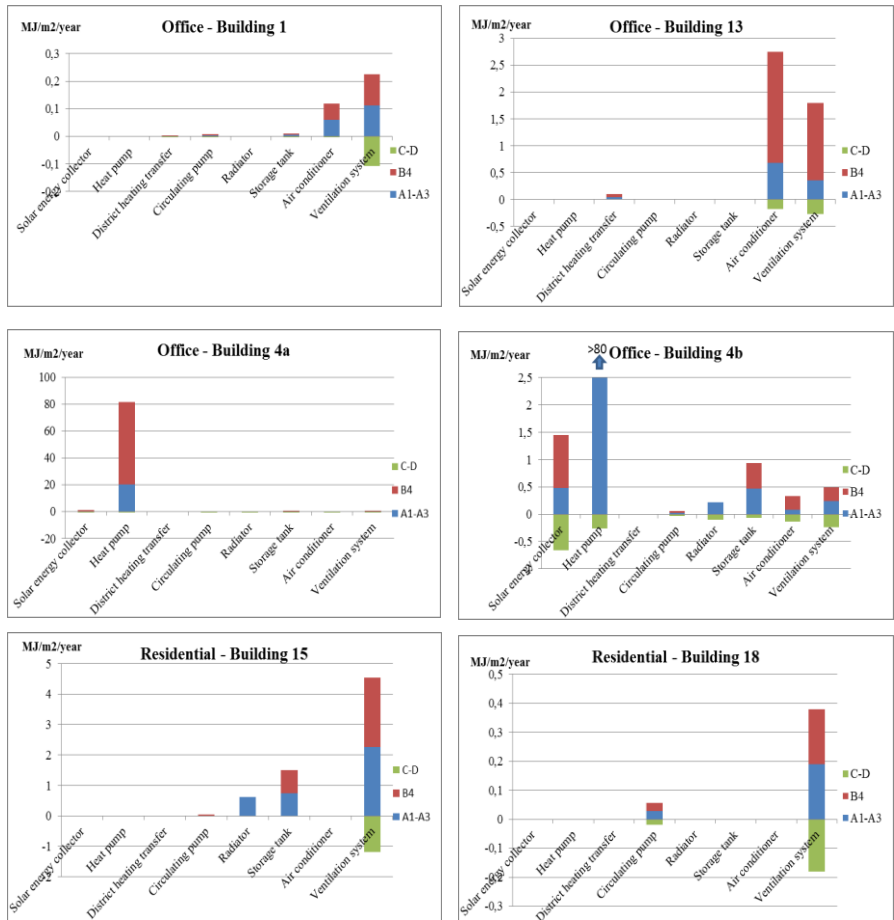 MJ/m2/year
Office - Building 1
0,3
0,2
0,1
0
-0,1
-0,2
Solar energy collector
Heat pump
District heating transfer
Circulating pump
Radiator
Storage tank
Air conditioner
Ventilation system
C-D
B4
A1-A3
MJ/m2/year
Office - Building 13
3
2,5
2
1,5
1
0,5
0
-0,5
Solar energy collector
Heat pump
District heating transfer
Circulating pump
Radiator
Storage tank
Air conditioner
Ventilation system
C-D
B4
A1-A3
MJ/m2/year
Office - Building 4a
100
80
60
40
20
0
-20
Solar energy collector
Heat pump
District heating transfer
Circulating pump
Radiator
Storage tank
Air conditioner
Ventilation system
C-D
B4
A1-A3
MJ/m2/year
>80
Office - Building 4b
2,5
2
1,5
1
0,5
0
-0,5
-1
Solar energy collector
Heat pump
District heating transfer
Circulating pump
Radiator
Storage tank
Air conditioner
Ventilation system
C-D
B4
A1-A3
MJ/m2/year
Residential - Building 15
5
4
3
2
1
0
-1
-2
Solar energy collector
Heat pump
District heating transfer
Circulating pump
Radiator
Storage tank
Air conditioner
Ventilation system
C-D
B4
A1-A3
MJ/m2/year
Residential - Building 18
0,5
0,4
0,3
0,2
0,1
0
-0,1
-0,2
-0,3
Solar energy collector
Heat pump
District heating transfer
Circulating pump
Radiator
Storage tank
Air conditioner
Ventilation system
C-D
B4
A1-A3